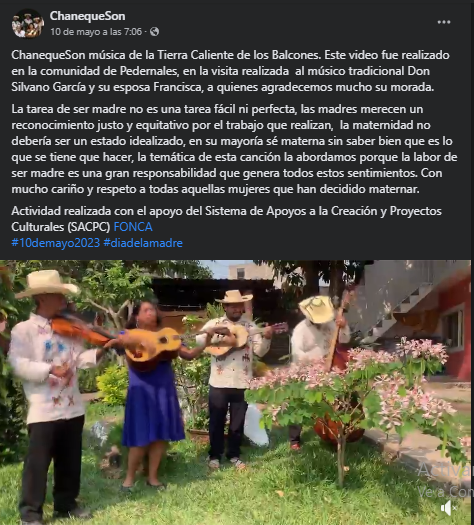 ChanequeSon
10 de mayo a las 7:06 ·
ChanequeSon música de la Tierra Caliente de los Balcones. Este video fue realizado
en la comunidad de Pedernales, en la visita realizada al músico tradicional Don
Silvano García y su esposa Francisca, a quienes agradecemos mucho su morada.
La tarea de ser madre no es una tarea fácil ni perfecta, las madres merecen un
reconocimiento justo y equitativo por el trabajo que realizan, la maternidad no
debería ser un estado idealizado, en su mayoría sé materna sin saber bien que es lo
que se tiene que hacer, la temática de esta canción la abordamos porque la labor de
ser madre es una gran responsabilidad que genera todos estos sentimientos. Con
mucho cariño y respeto a todas aquellas mujeres que han decidido maternar.
Actividad realizada con el apoyo del Sistema de Apoyos a la Creación y Proyectos
Culturales (SACPC) FONCA
#10demayo2023 #diadelamadre